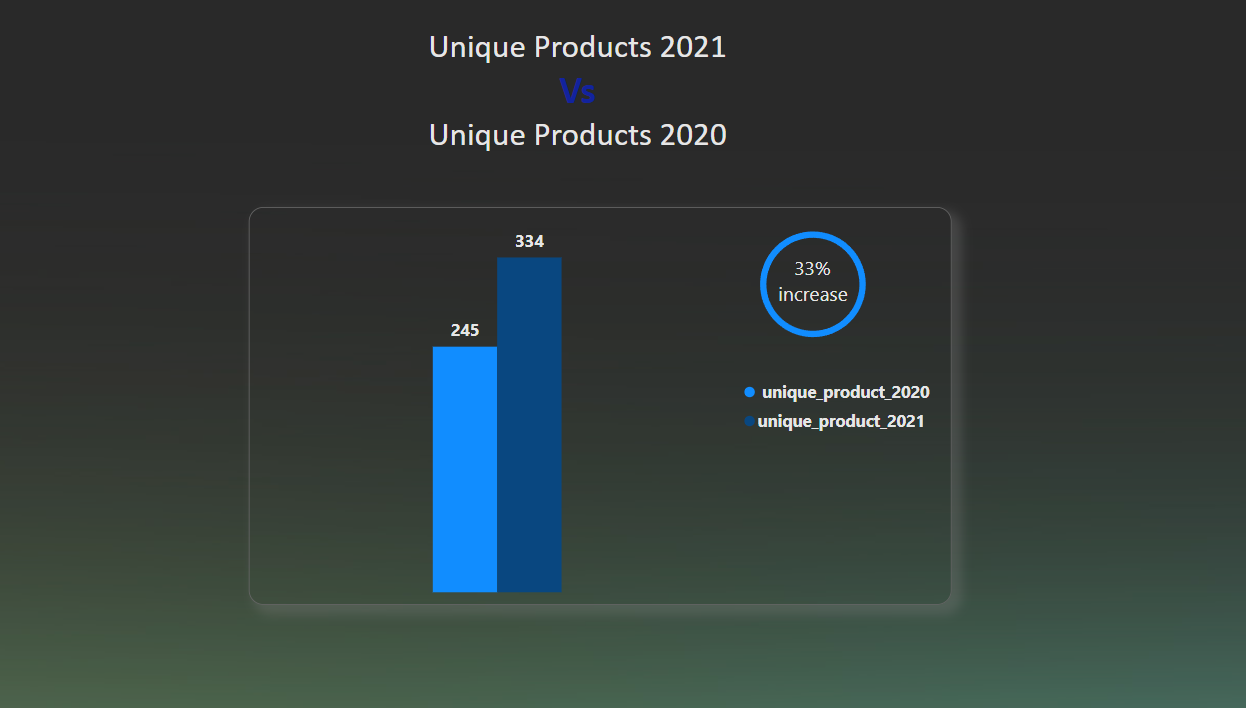 Unique Products 2021
Vs
Unique Products 2020
334
245
33%
increase
unique_product_2020
unique_product_2021